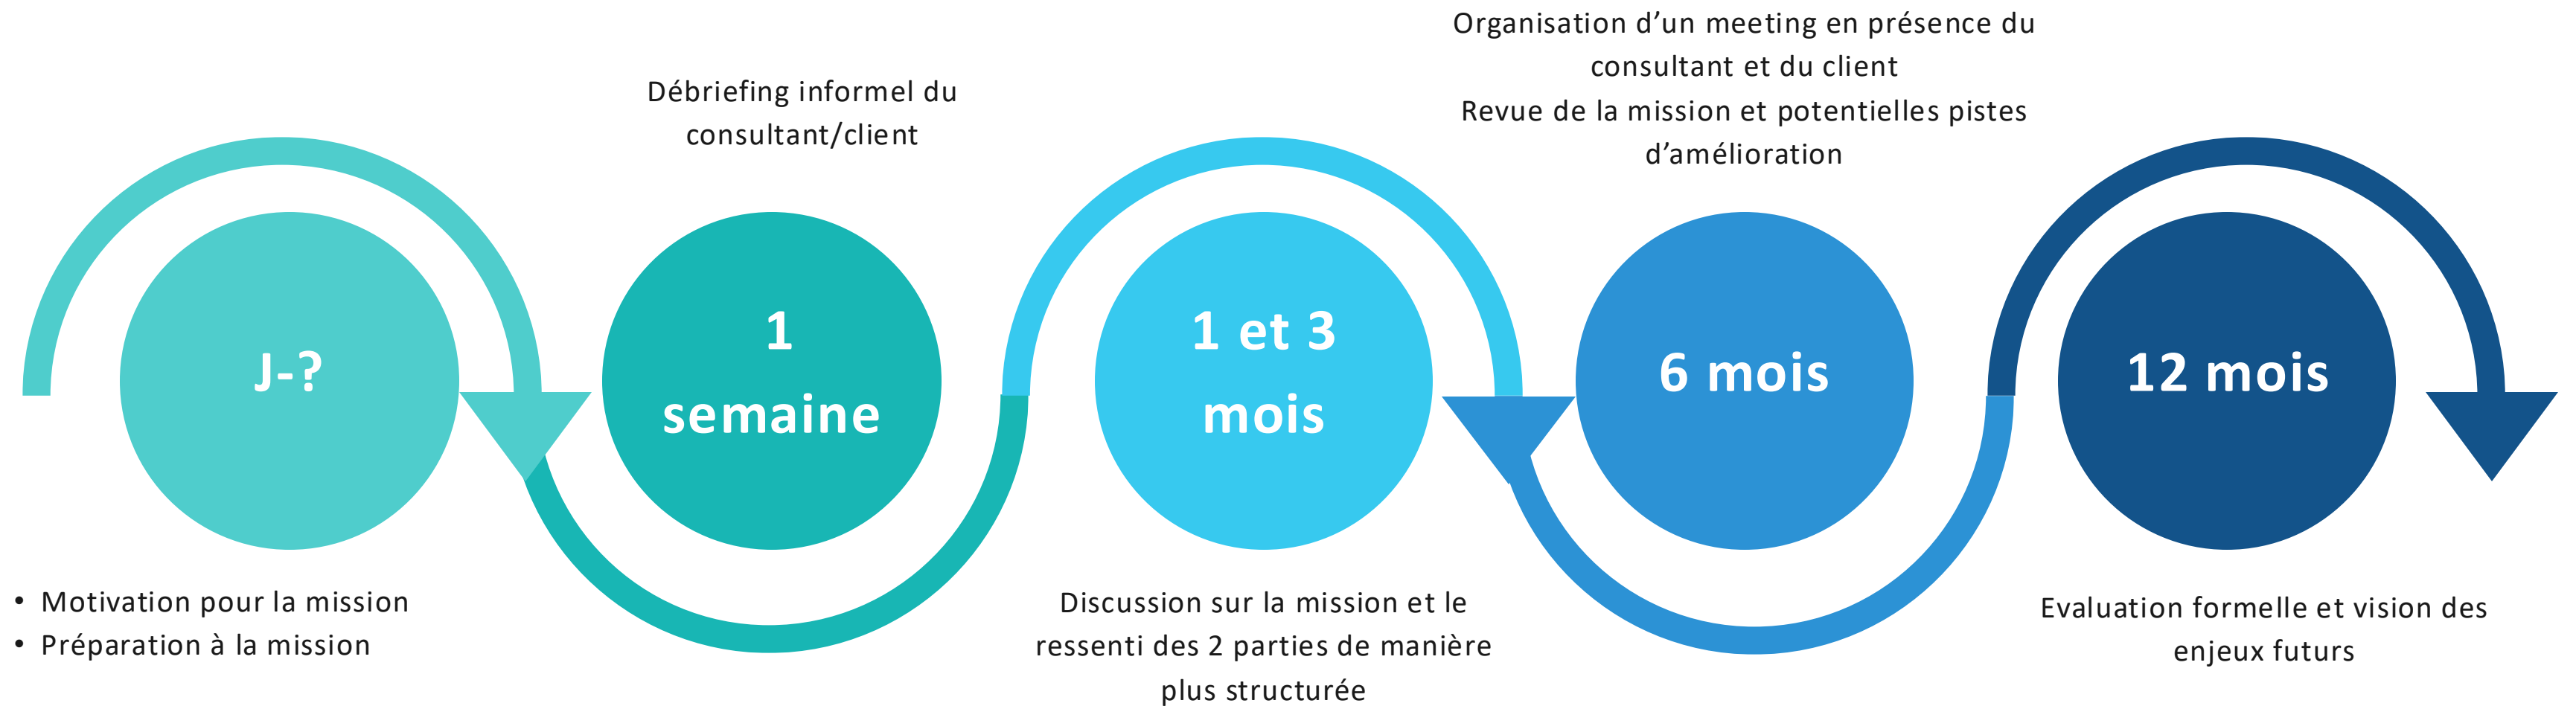 J-?
• Motivation pour la mission
• Préparation à la mission
Débriefing informel du
consultant/client
1
semaine
1 et 3
mois
Discussion sur la mission et le
ressenti des 2 parties de manière
plus structurée
Organisation d’un meeting en présence du
consultant et du client
Revue de la mission et potentielles pistes
d’amélioration
6 mois
12 mois
Evaluation formelle et vision des
enjeux futurs